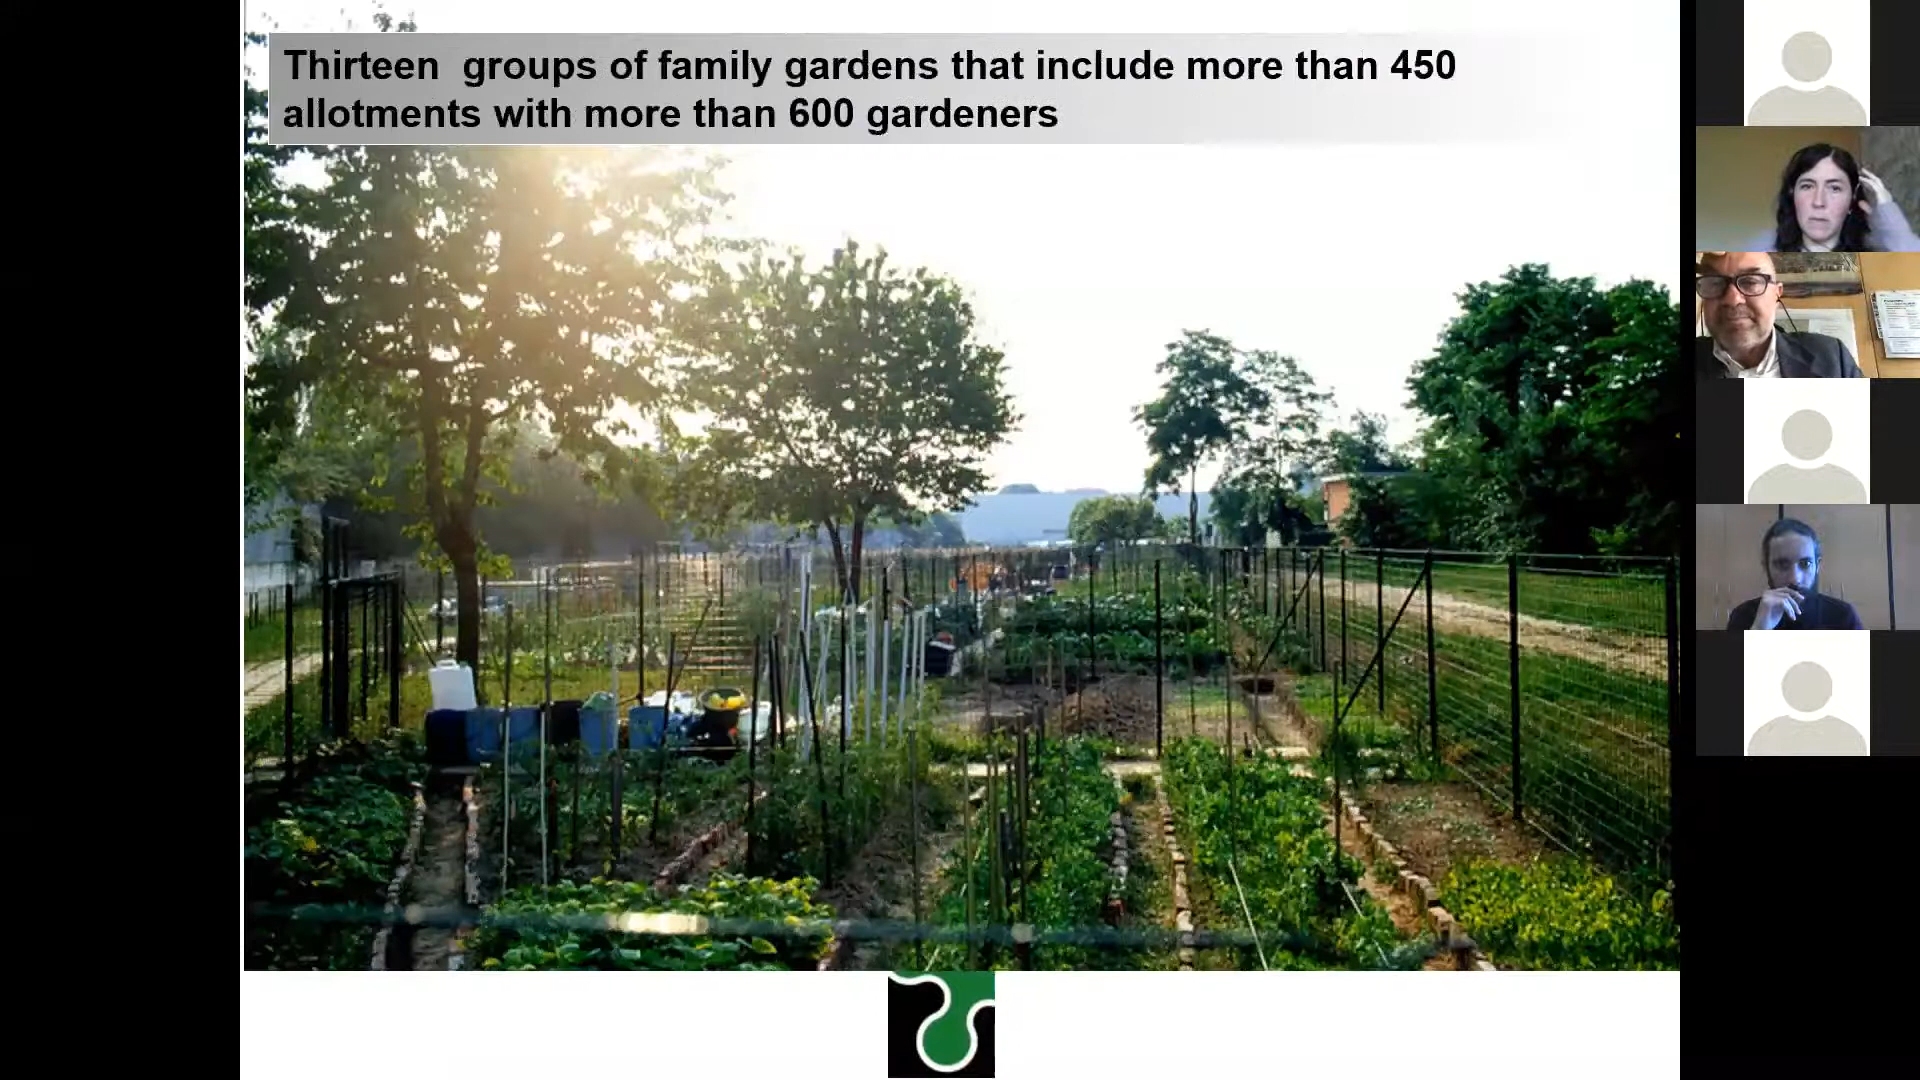 Thirteen  groups of family gardens that include more than 450
allotments with more than 600 gardeners